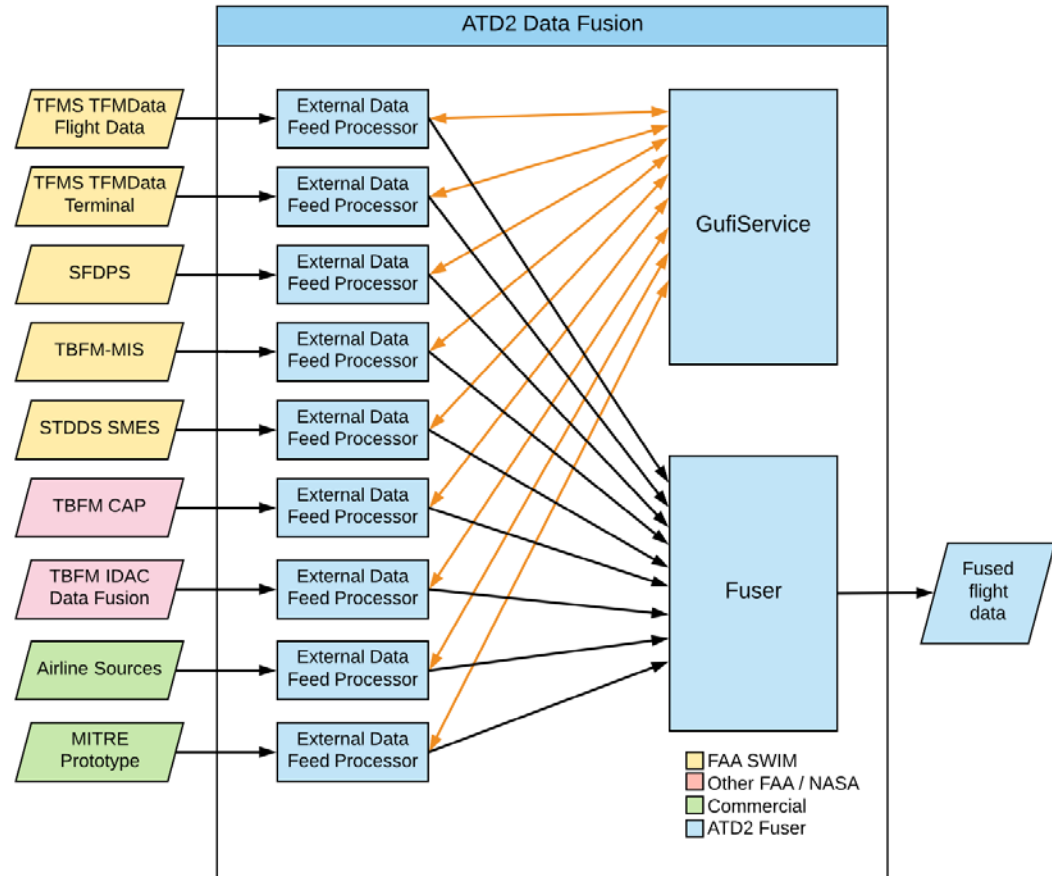 ATD2 Data Fusion
TFMS TFMData
Flight Data
External Data
Feed Processor
GufiService
TFMS TFMData
Terminal
External Data
Feed Processor
SFDPS
External Data
Feed Processor
TBFM-MIS
External Data
Feed Processor
STDDS SMES
External Data
Feed Processor
TBFM CAP
External Data
Feed Processor
TBFM IDAC
Data Fusion
External Data
Feed Processor
Fuser
Fused
flight
data
Airline Sources
External Data
Feed Processor
MITRE
Prototype
External Data
Feed Processor
FAA SWIM
Other FAA / NASA
Commercial
ATD2 Fuser